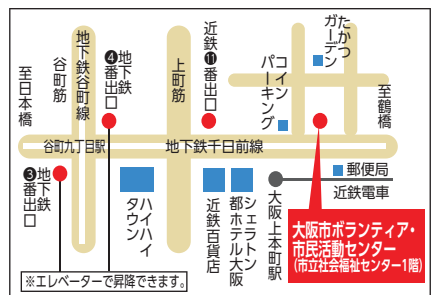 至日本橋
谷町筋
地下鉄谷町線
地下鉄
❹番出口
上町筋
近鉄⓫番出口
コイン
パーキング
たかつ
ガーデン
至鶴橋
谷町九丁目駅
地下鉄千日前線
地下鉄
❸番出口
ハイハイ
タウン
近鉄百貨店
シェラトン
都ホテル大阪
大阪上本町駅
郵便局
近鉄電車
大阪市ボランティア・
市民活動センター
(市立社会福祉センター1階)
※エレベーターで昇降できます。